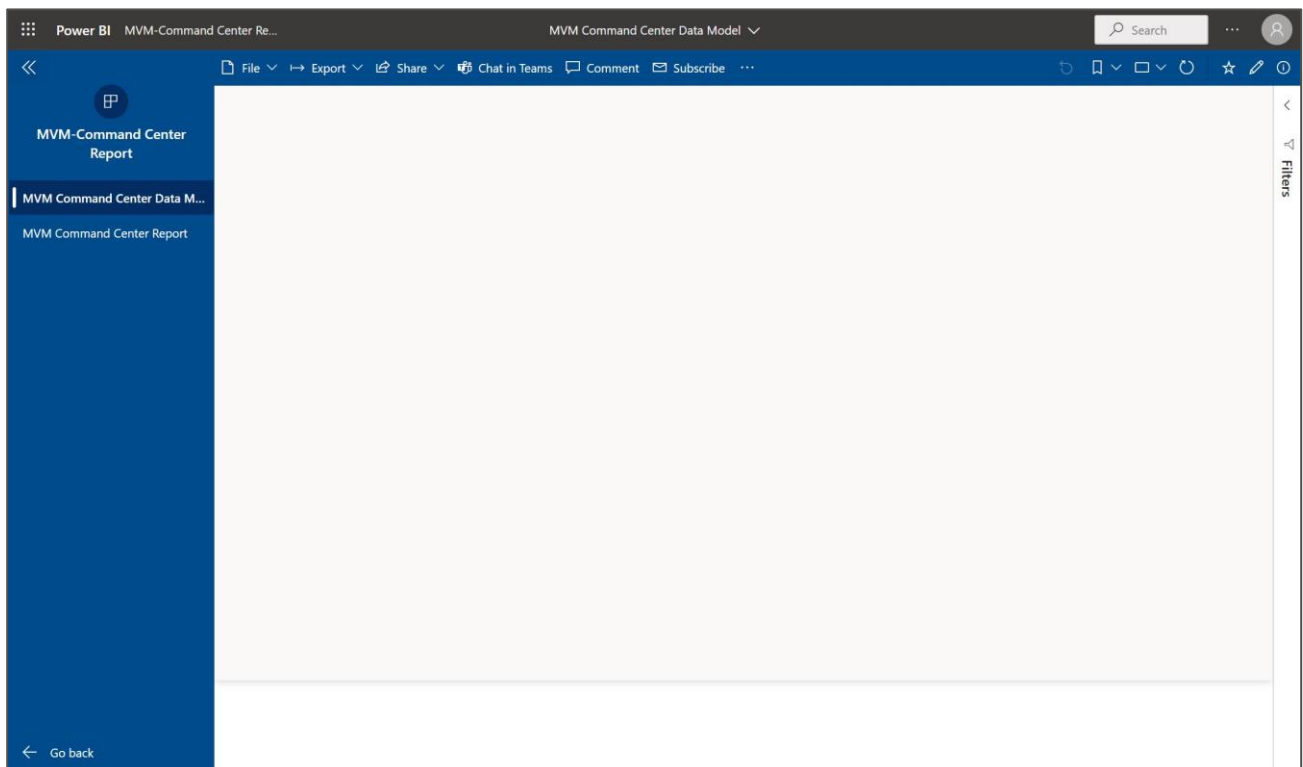 Power BI MVM-Command Center Re... MVM Command Center Data Model Search ...
File Export Share Chat in Teams Comment Subscribe ...
MVM-Command Center
Report
Filters
MVM Command Center Data M...
MVM Command Center Report
Go back